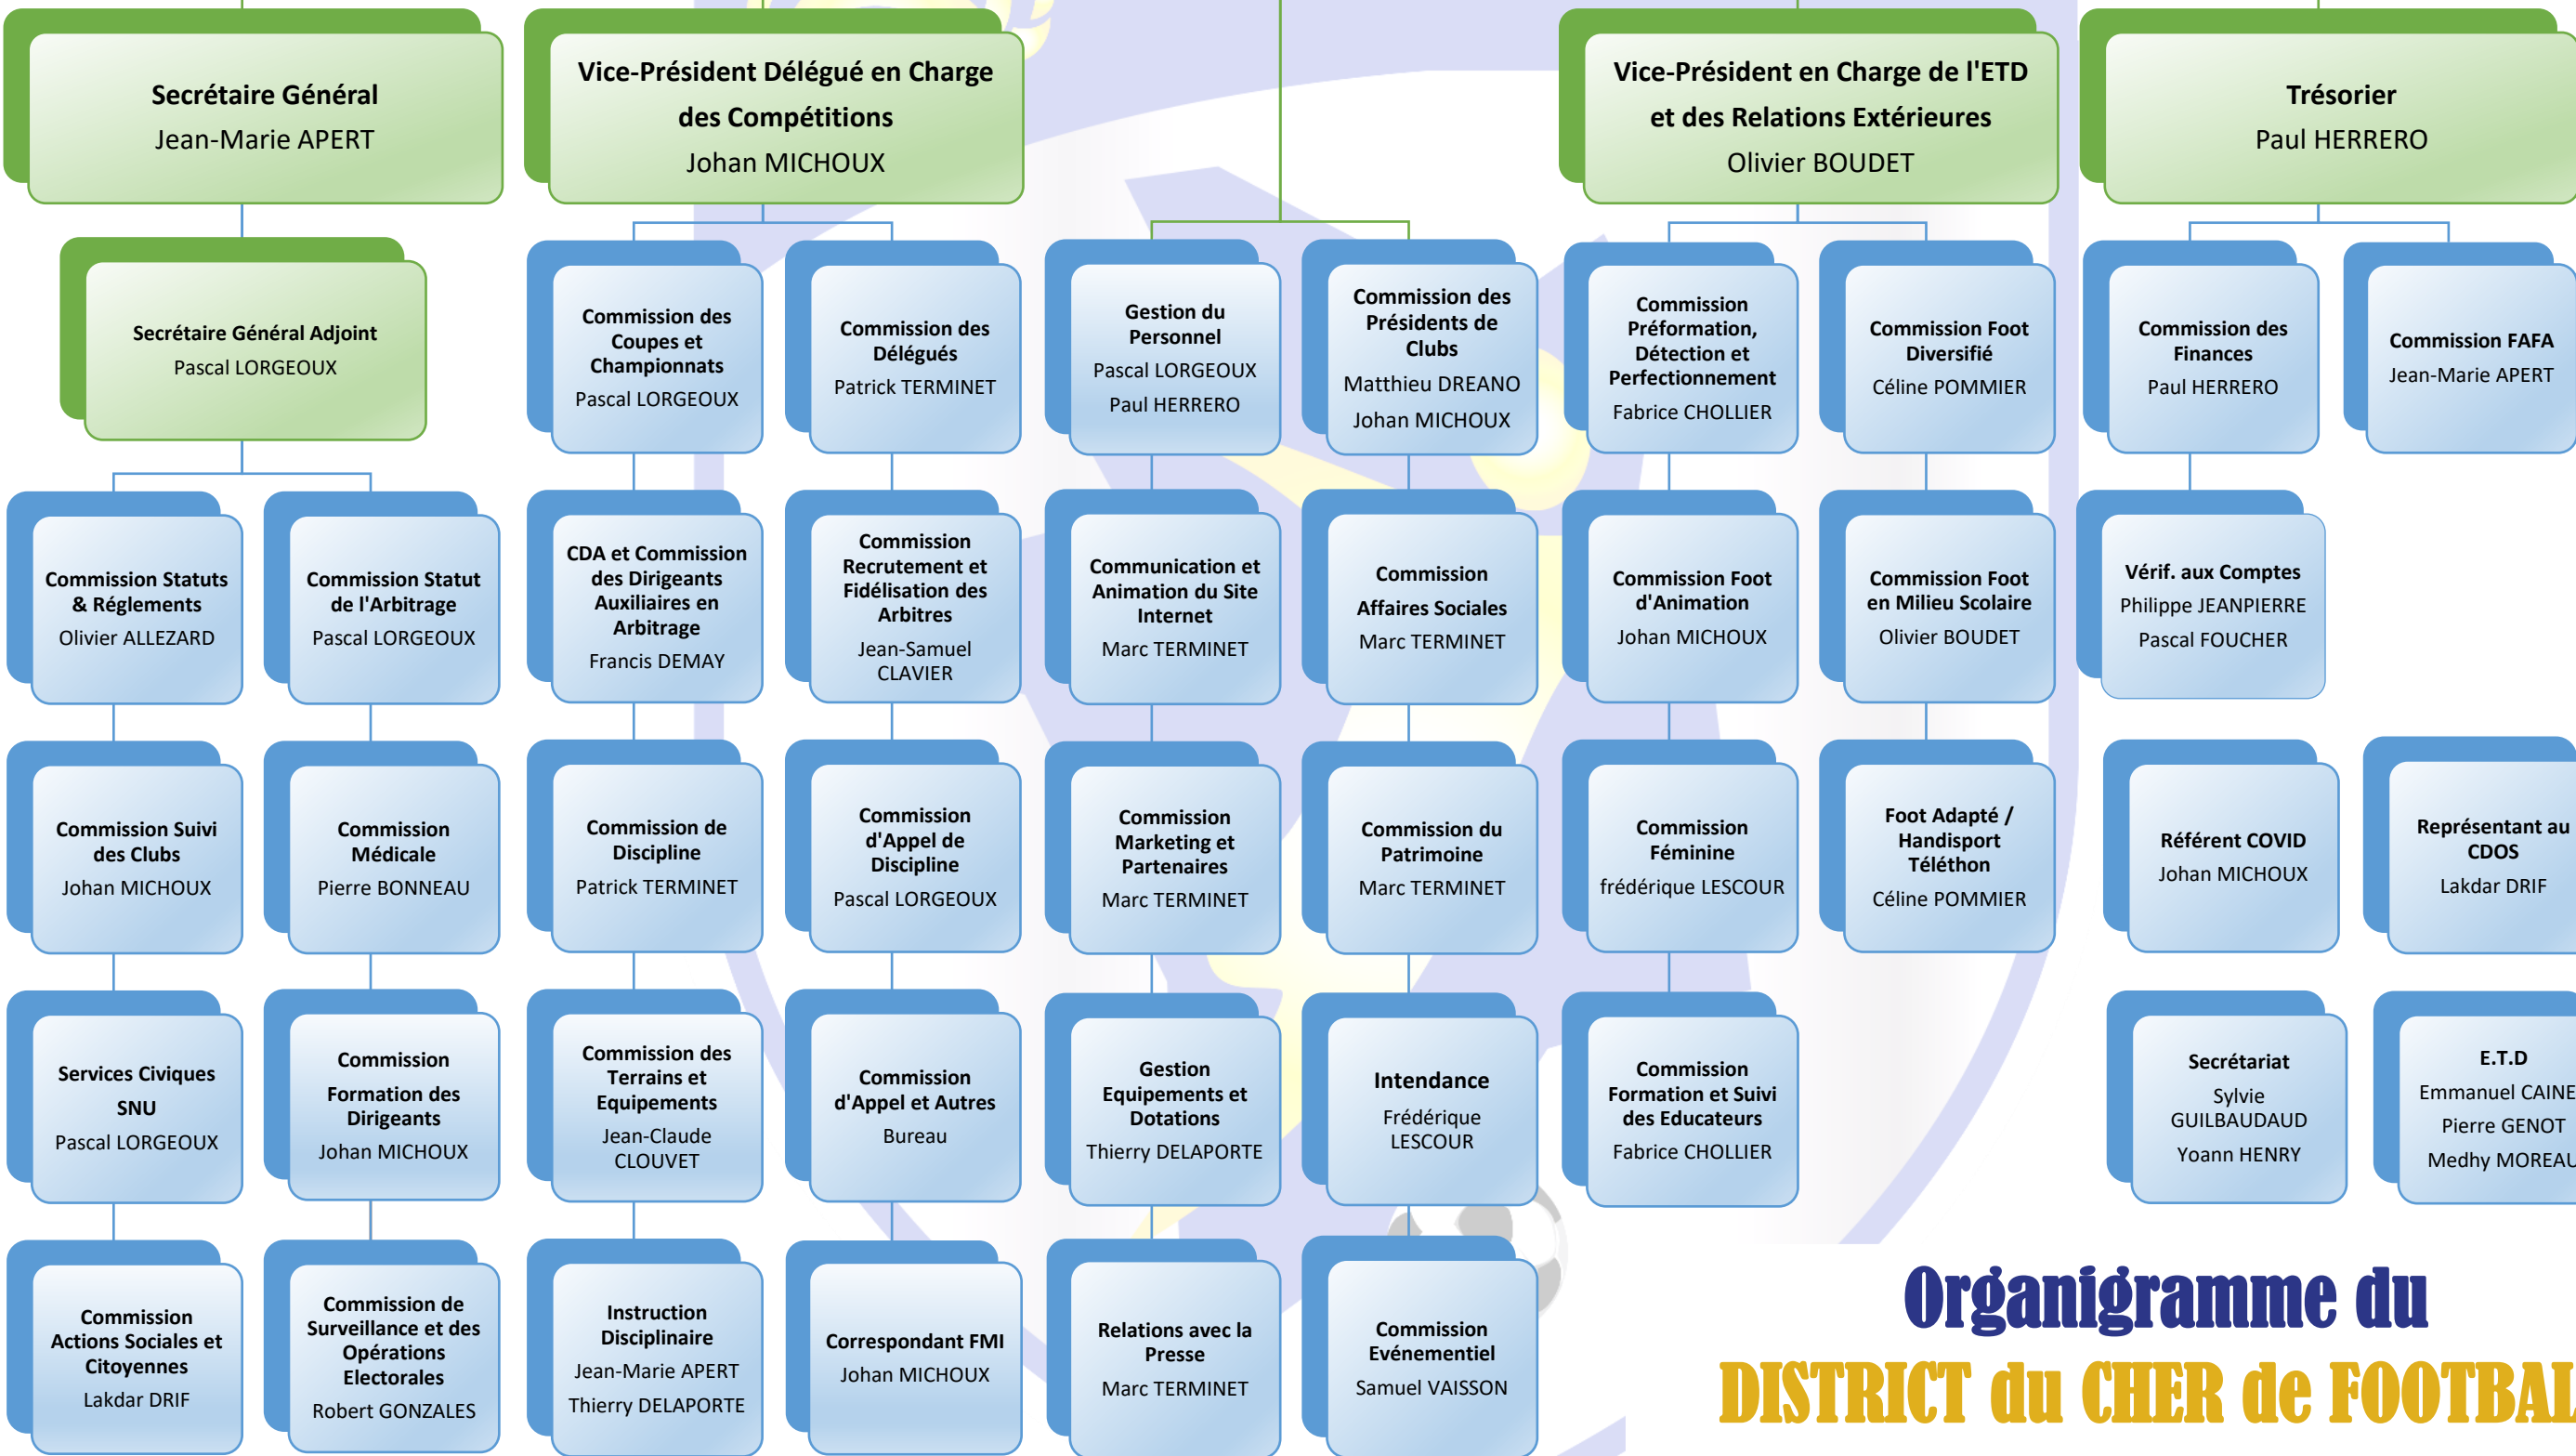 Secrétaire Général
Jean-Marie APERT
Vice-Président Délégué en Charge
des Compétitions
Johan MICHOUX
Vice-Président en Charge de l'ETD
et des Relations Extérieures
Olivier BOUDET
Trésorier
Paul HERRERO
Secrétaire Général Adjoint
Pascal LORGEOUX
Commission des
Coupes et
Championnats
Pascal LORGEOUX
Commission des
Délégués
Patrick TERMINET
Gestion du
Personnel
Pascal LORGEOUX
Paul HERRERO
Commission des
Présidents de
Clubs
Matthieu DREANO
Johan MICHOUX
Commission
Préformation,
Détection et
Perfectionnement
Fabrice CHOLLIER
Commission Foot
Diversifié
Céline POMMIER
Commission des
Finances
Paul HERRERO
Commission FAFA
Jean-Marie APERT
Commission Statuts
& Réglements
Olivier ALLEZARD
Commission Statut
de l'Arbitrage
Pascal LORGEOUX
CDA et Commission
des Dirigeants
Auxiliaires en
Arbitrage
Francis DEMAY
Commission
Recrutement et
Fidélisation des
Arbitres
Jean-Samuel
CLAVIER
Communication et
Animation du Site
Internet
Marc TERMINET
Commission
Affaires Sociales
Marc TERMINET
Commission Foot
d'Animation
Johan MICHOUX
Commission Foot
en Milieu Scolaire
Olivier BOUDET
Vérif. aux Comptes
Philippe JEANPIERRE
Pascal FOUCHER
Commission Suivi
des Clubs
Johan MICHOUX
Commission
Médicale
Pierre BONNEAU
Commission de
Discipline
Patrick TERMINET
Commission
d'Appel de
Discipline
Pascal LORGEOUX
Commission
Marketing et
Partenaires
Marc TERMINET
Commission du
Patrimoine
Marc TERMINET
Commission
Féminine
frédérique LESCOUR
Foot Adapté /
Handisport
Téléthon
Céline POMMIER
Référent COVID
Johan MICHOUX
Représentant au
CDOS
Lakdar DRIF
Services Civiques
SNU
Pascal LORGEOUX
Commission
Formation des
Dirigeants
Johan MICHOUX
Commission des
Terrains et
Equipements
Jean-Claude
CLOUVET
Commission
d'Appel et Autres
Bureau
Gestion
Equipements et
Dotations
Thierry DELAPORTE
Intendance
Frédérique
LESCOUR
Commission
Formation et Suivi
des Educateurs
Fabrice CHOLLIER
Secrétariat
Sylvie
GUILBAUDAUD
Yoann HENRY
E.T.D
Emmanuel CAINE
Pierre GENOT
Medhy MOREAU
Commission
Actions Sociales et
Citoyennes
Lakdar DRIF
Commission de
Surveillance et des
Opérations
Electorales
Robert GONZALES
Instruction
Disciplinaire
Jean-Marie APERT
Thierry DELAPORTE
Correspondant FMI
Johan MICHOUX
Relations avec la
Presse
Marc TERMINET
Commission
Evénementiel
Samuel VAISSON
Organigramme du
DISTRICT du CHER de FOOTBAL